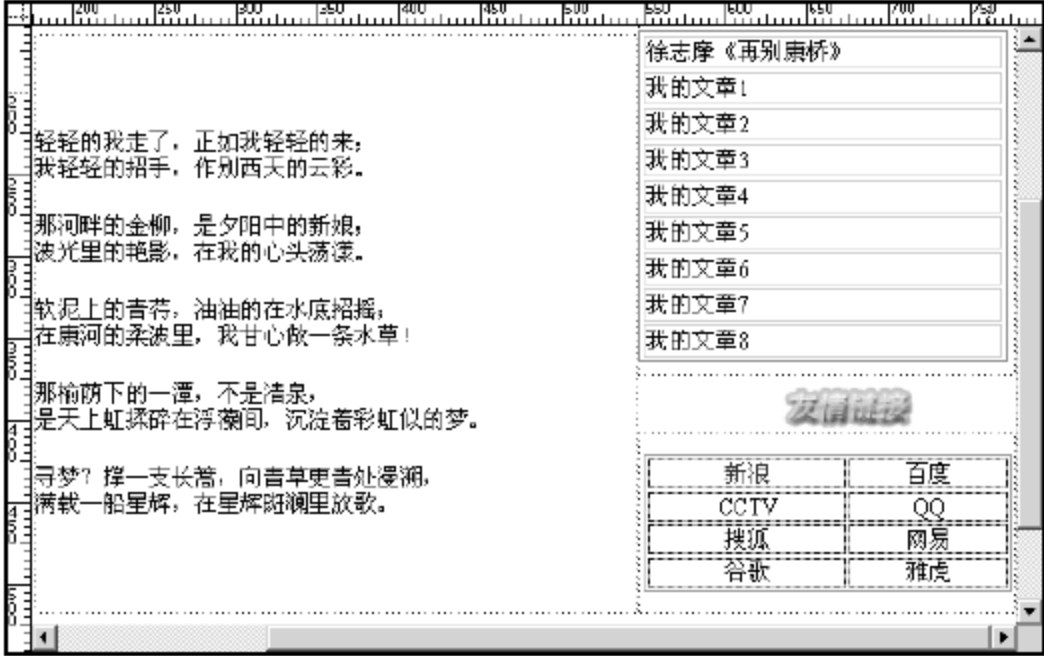 200 250 300 350 400 450 500 550 600 650 700 750
轻轻的我走了，正如我轻轻的来；
我轻轻的招手，作别西天的云彩。
那河畔的金柳，是夕阳中的新娘；
波光里的艳影，在我的心头荡漾。
软泥上的青荇，油油的在水底招摇；
在康河的柔波里，我甘心做一条水草！
那榆荫下的一潭，不是清泉，
是天上虹揉碎在浮藻间，沉淀着彩虹似的梦。
寻梦？撑一支长篙，向青草更青处漫溯，
满载一船星辉，在星辉斑斓里放歌。
徐志摩《再别康桥》
我的文章1
我的文章2
我的文章3
我的文章4
我的文章5
我的文章6
我的文章7
我的文章8
友情链接
新浪 百度
CCTV QQ
搜狐 网易
谷歌 雅虎